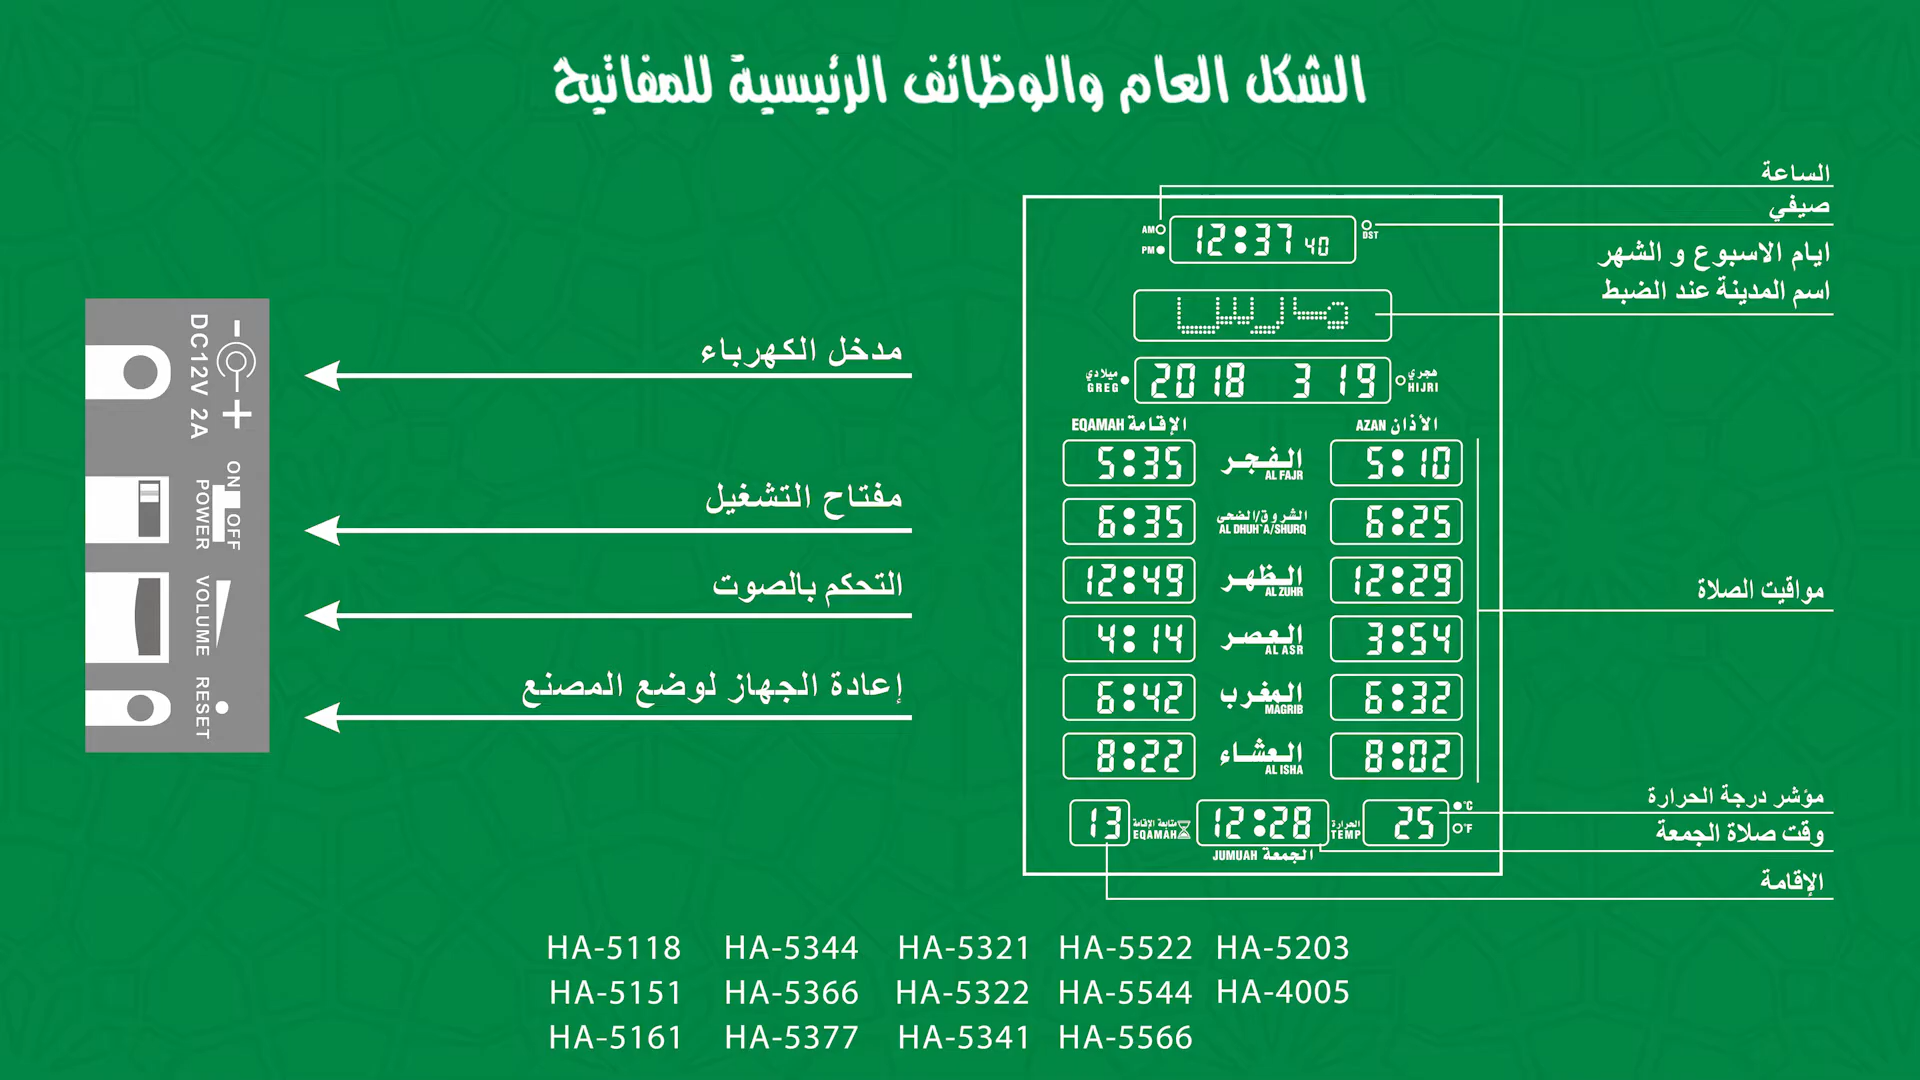 الشكل العام والوظائف الرئيسية للمفاتيح
الساعة
صيفي
ايام الاسبوع و الشهر
اسم المدينة عند الضبط
مواقيت الصلاة
مؤشر درجة الحرارة
وقت صلاة الجمعة
الإقامة
AM
PM
12:37 40
DST
مارس
ميلادي
GREG
2018 3 19
هجري
HIJRI
الأذان AZAN
الإقامة EQAMAH
5:10
الفجر
AL FAJR
5:35
6:25
الشروق/الضحى
AL DHUH`A/SHURQ
6:35
12:29
الظهر
AL ZUHR
12:49
3:54
العصر
AL ASR
4:14
6:32
المغرب
MAGRIB
6:42
8:02
العشاء
AL ISHA
8:22
°C
°F
25
الحرارة
TEMP
12:28
الجمعة JUMUAH
متابعة الإقامة
EQAMAH
13
مدخل الكهرباء
مفتاح التشغيل
التحكم بالصوت
إعادة الجهاز لوضع المصنع
- +
DC12V 2A
ON OFF
POWER
VOLUME
RESET
HA-5118 HA-5344 HA-5321 HA-5522 HA-5203
HA-5151 HA-5366 HA-5322 HA-5544 HA-4005
HA-5161 HA-5377 HA-5341 HA-5566